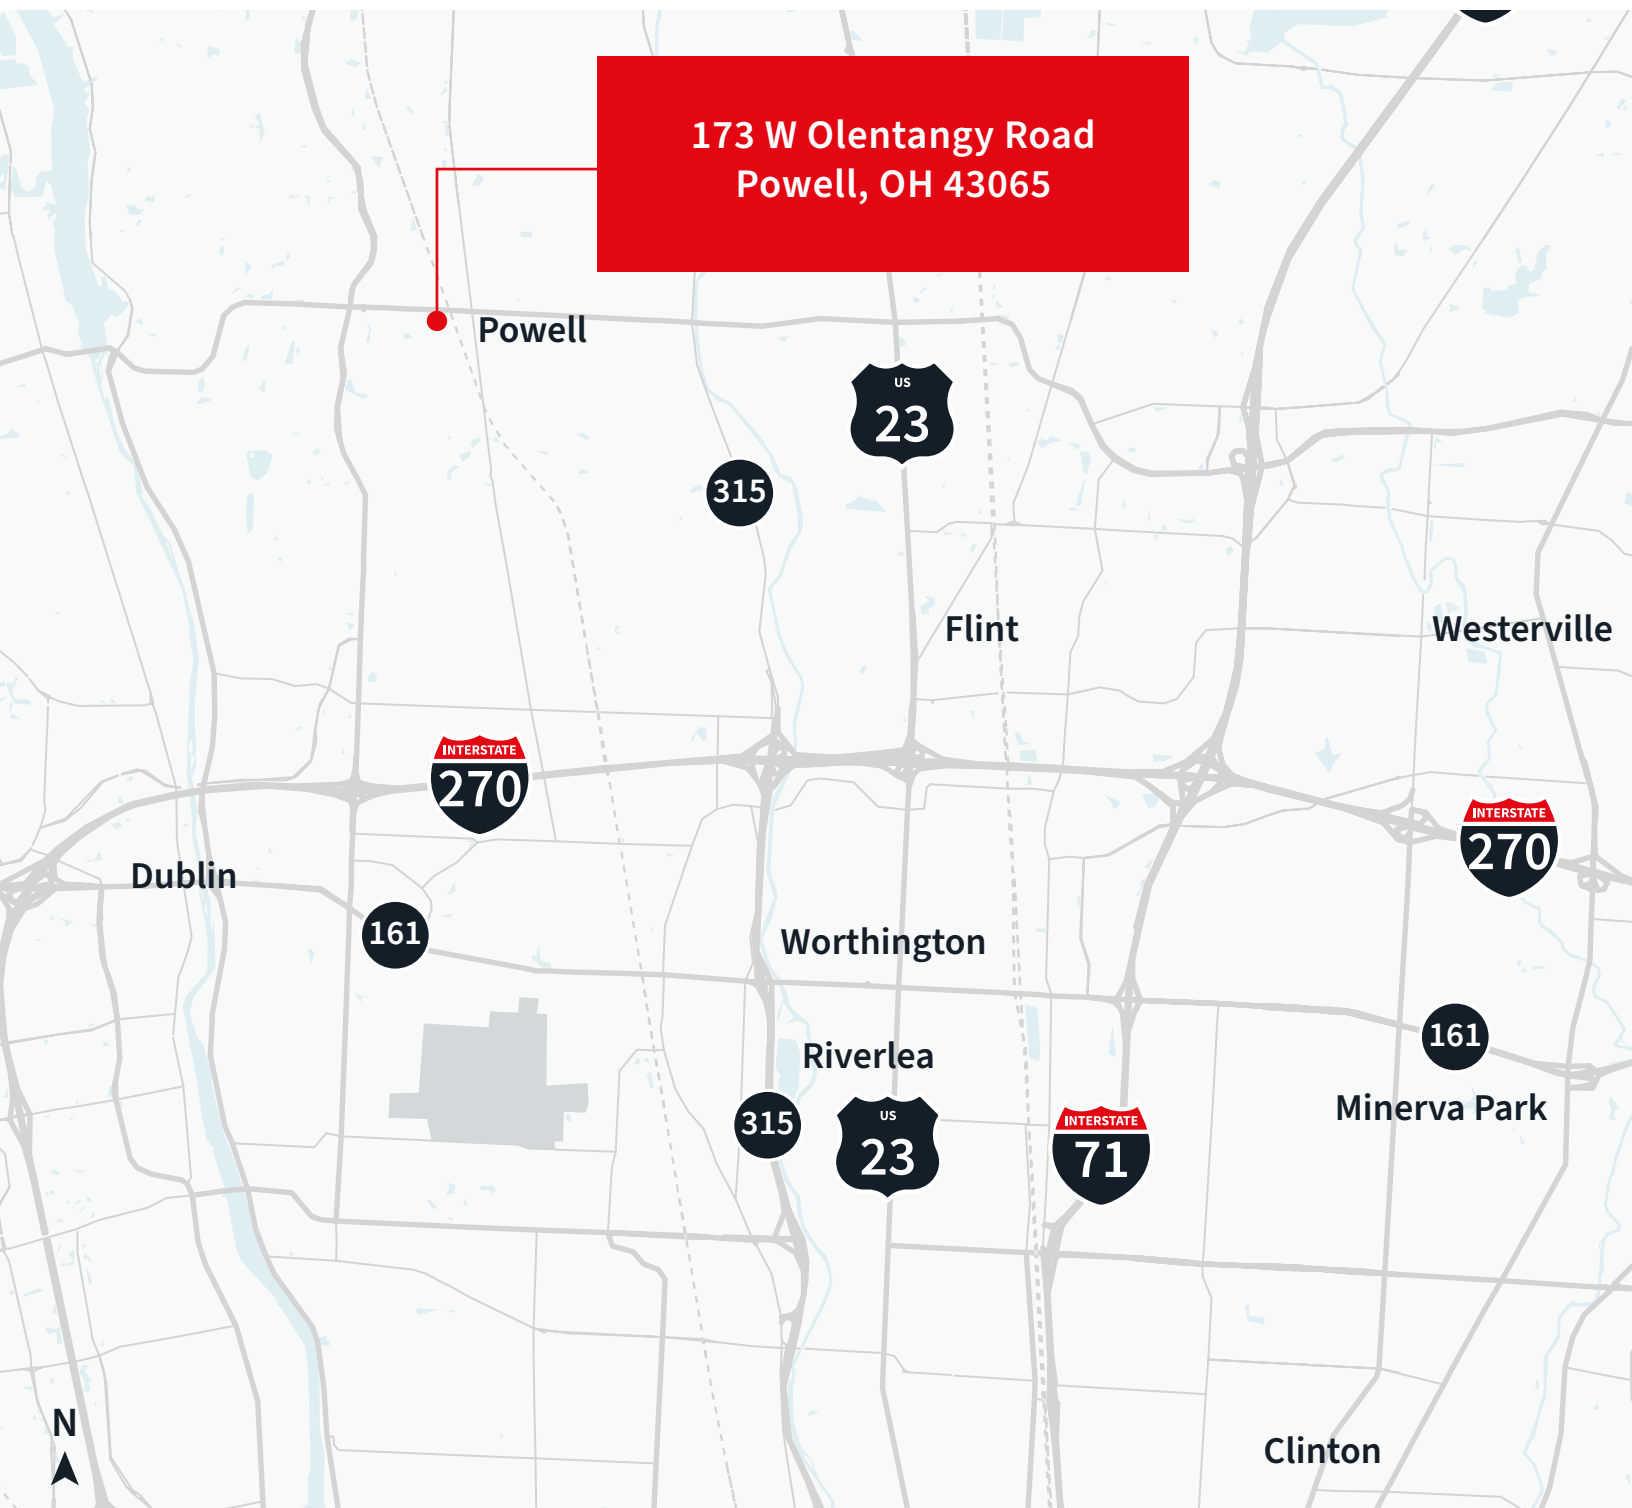 173 W Olentangy Road
Powell, OH 43065
Powell
US
23
315
Flint
Westerville
INTERSTATE
270
INTERSTATE
270
Dublin
161
Worthington
161
Riverlea
Minerva Park
315
US
23
INTERSTATE
71
N
Clinton